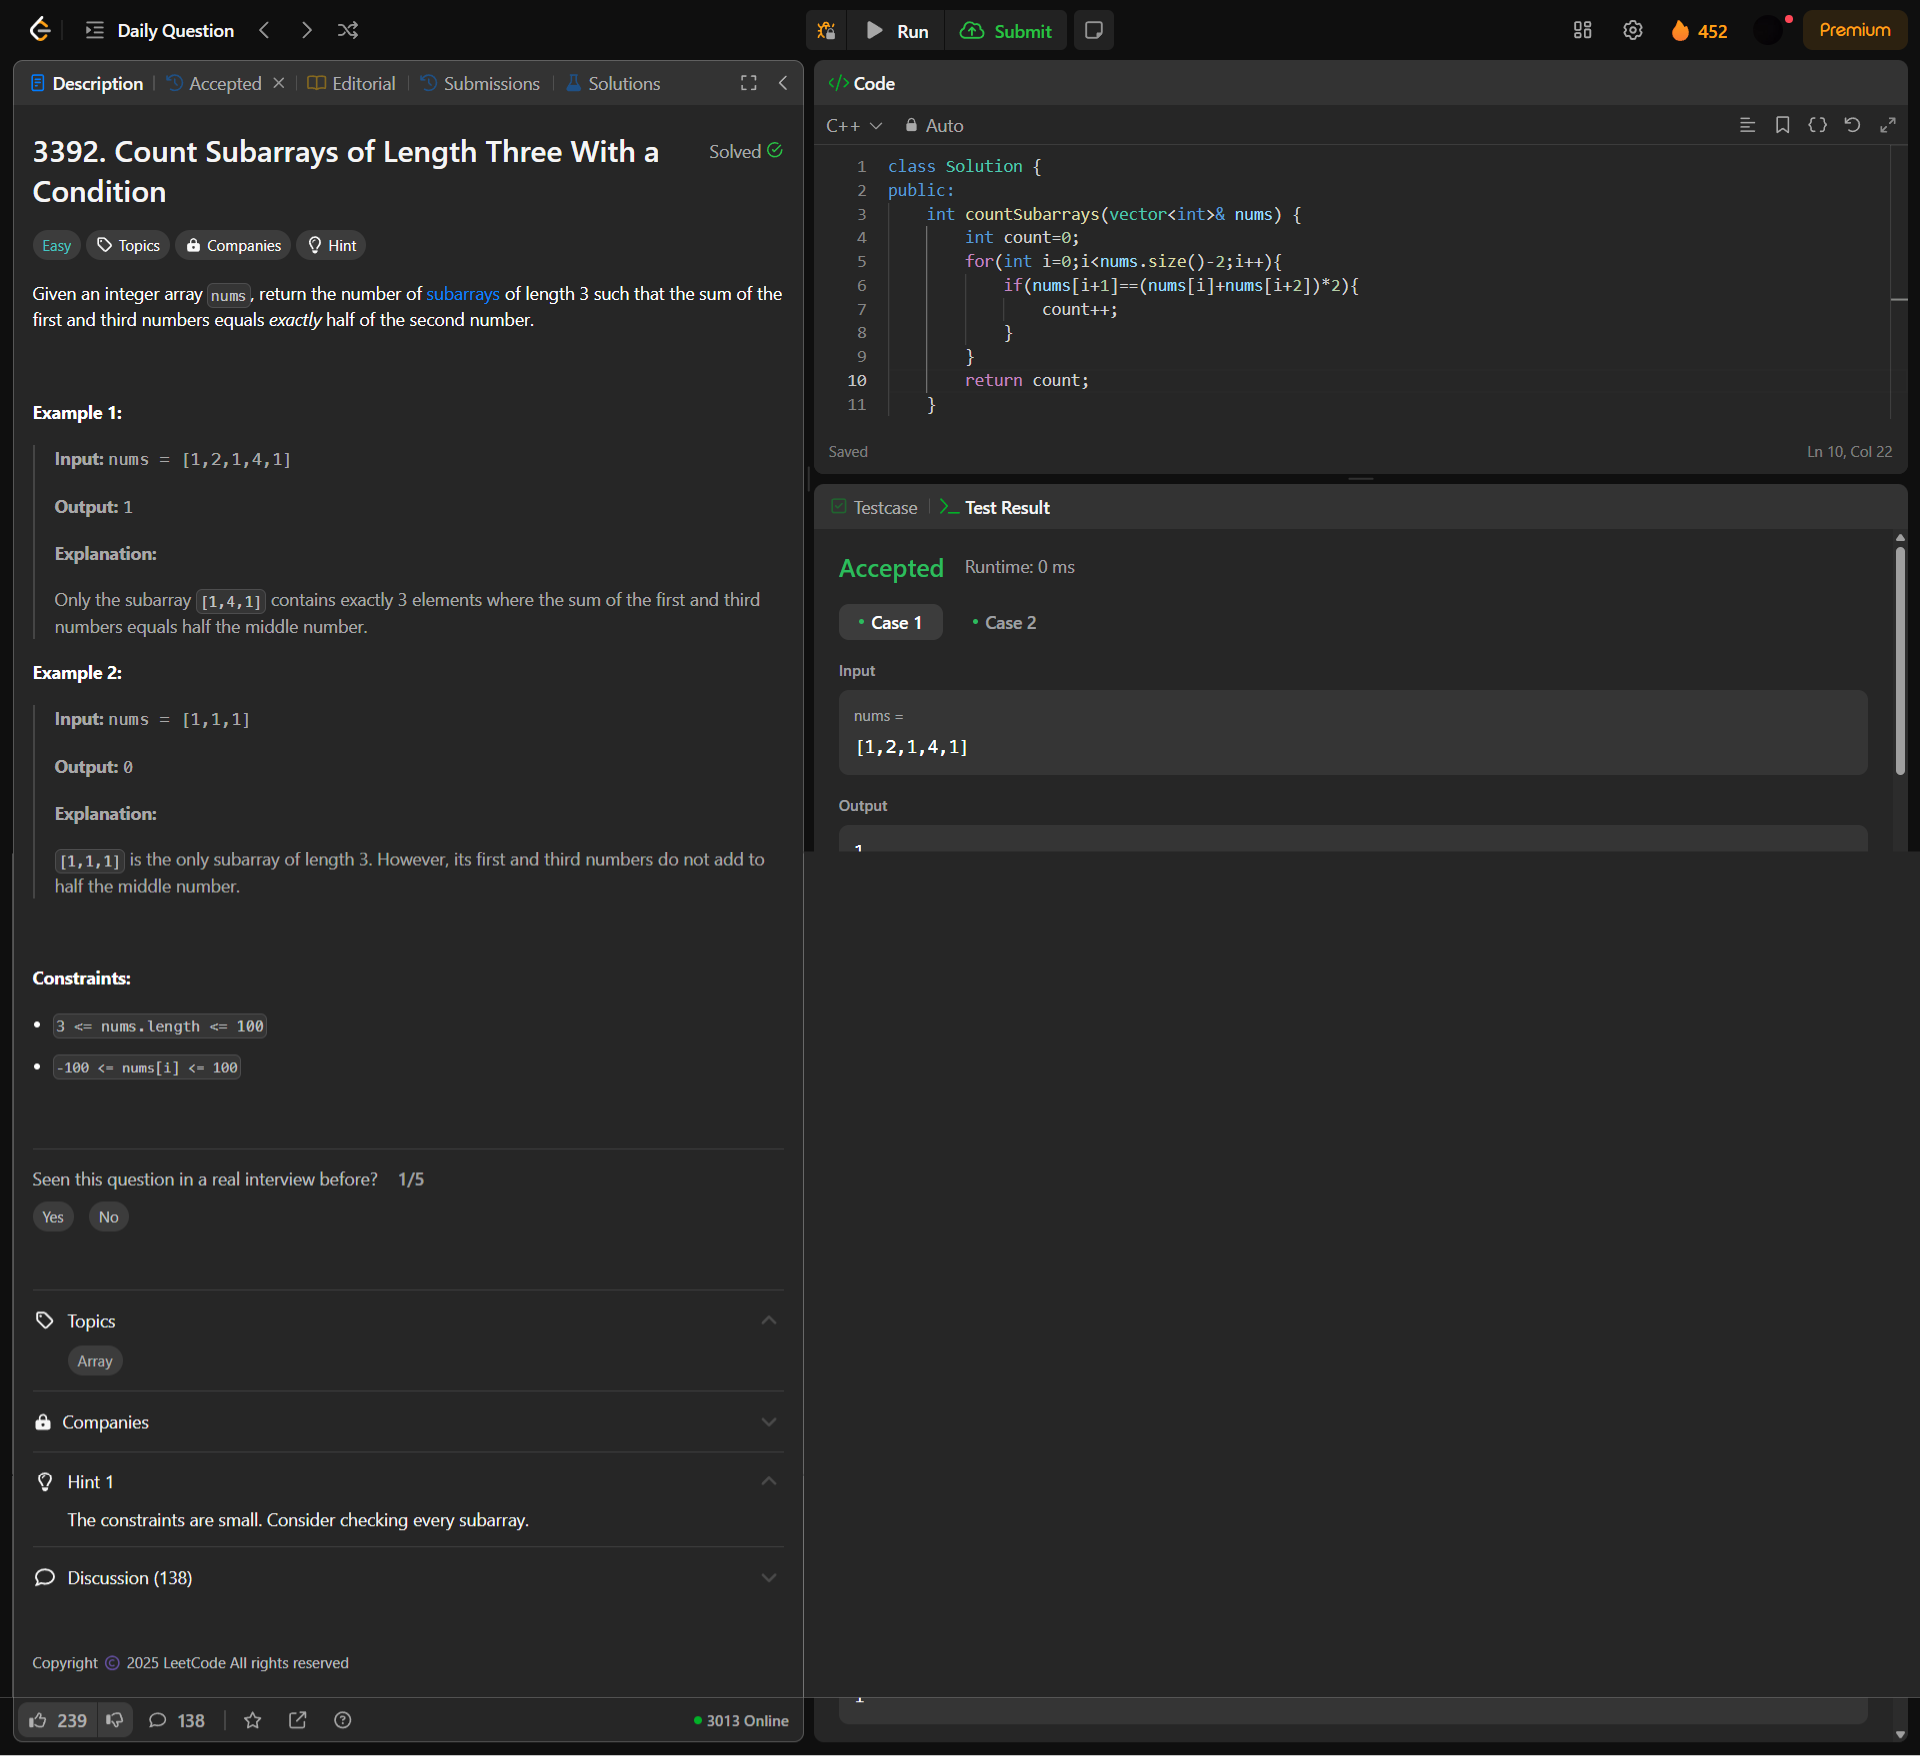 Daily Question
Run
Submit
452
Premium
Description
Accepted
Editorial
Submissions
Solutions
3392. Count Subarrays of Length Three With a
Condition
Solved
Easy
Topics
Companies
Hint
Given an integer array nums, return the number of subarrays of length 3 such that the sum of the
first and third numbers equals exactly half of the second number.
Example 1:
Input: nums = [1,2,1,4,1]
Output: 1
Explanation:
Only the subarray [1,4,1] contains exactly 3 elements where the sum of the first and third
numbers equals half the middle number.
Example 2:
Input: nums = [1,1,1]
Output: 0
Explanation:
[1,1,1] is the only subarray of length 3. However, its first and third numbers do not add to
half the middle number.
Constraints:
• 3 <= nums.length <= 100
• -100 <= nums[i] <= 100
Seen this question in a real interview before? 1/5
Yes
No
Topics
Array
Companies
Hint 1
The constraints are small. Consider checking every subarray.
Discussion (138)
Copyright © 2025 LeetCode All rights reserved
239
138
3013 Online
</> Code
C++
Auto
1 class Solution {
2 public:
3 int countSubarrays(vector<int>& nums) {
4 int count=0;
5 for(int i=0;i<nums.size()-2;i++){
6 if(nums[i+1]==(nums[i]+nums[i+2])*2){
7 count++;
8 }
9 }
10 return count;
11 }
Saved
Ln 10, Col 22
Testcase
Test Result
Accepted
Runtime: 0 ms
Case 1
Case 2
Input
nums =
[1,2,1,4,1]
Output
1